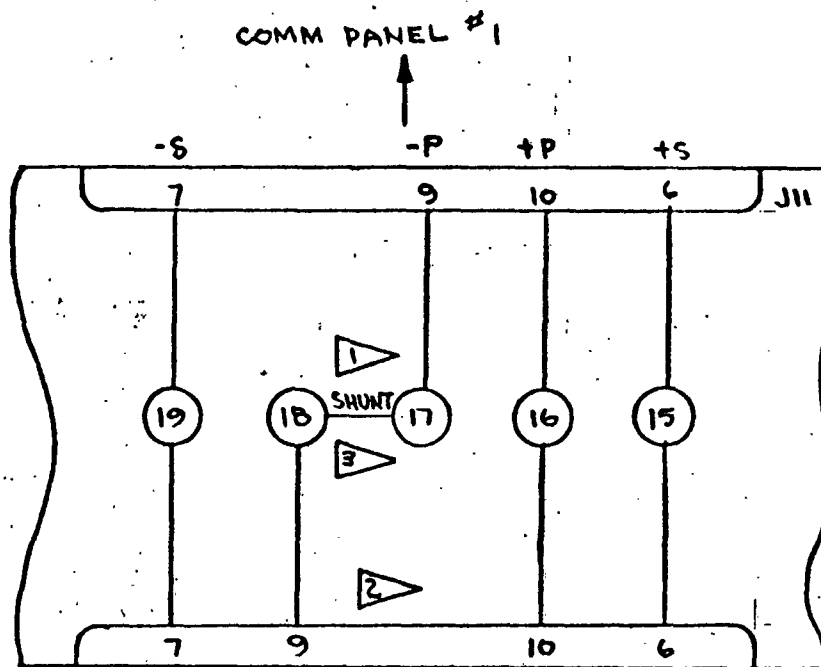 COMM PANEL #1
-S -P +P +S
7 9 10 6 J11
1
SHUNT
19 18 17 16 15
3
2
7 9 10 6